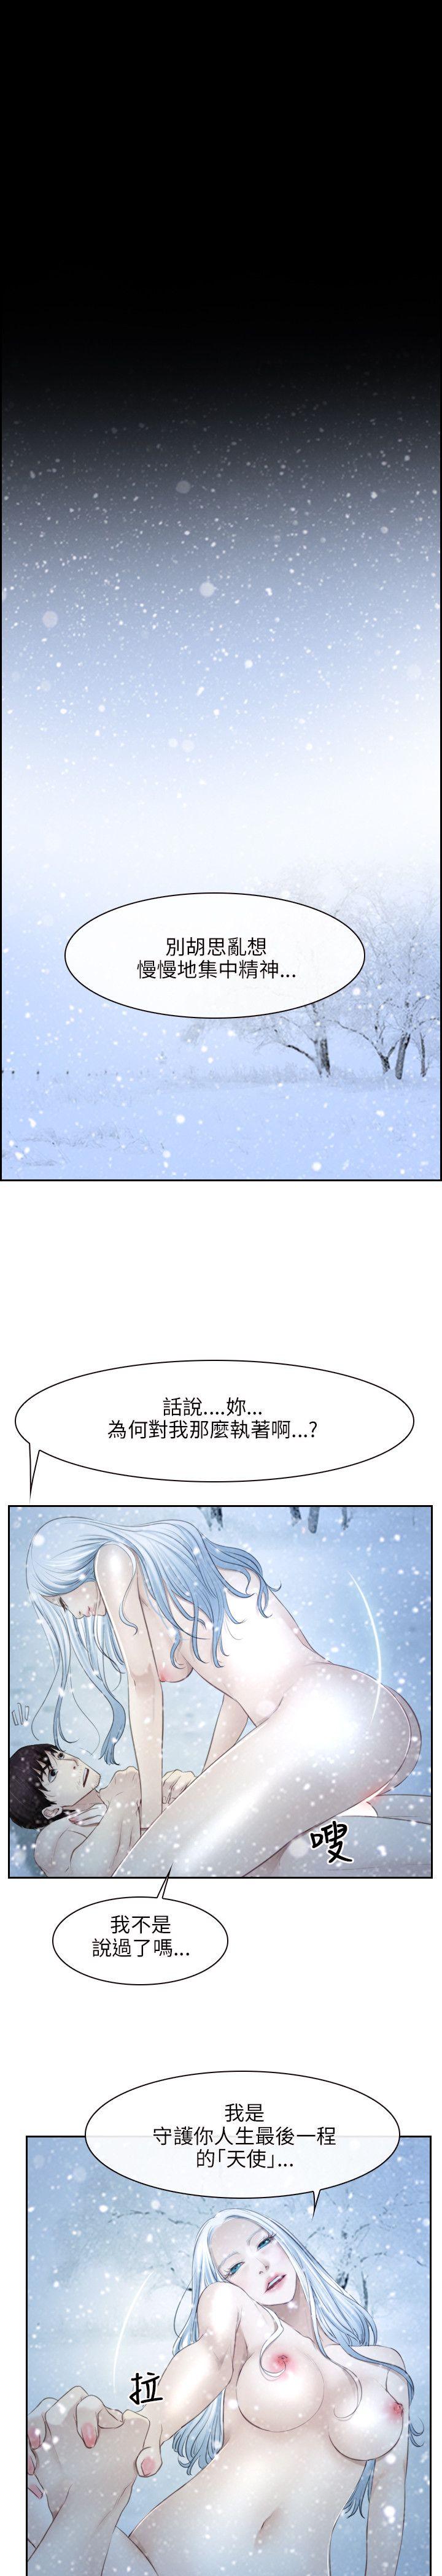 別胡思亂想
慢慢地集中精神...
話說....妳...
為何對我那麼執著啊...?
嗖
我不是
說過了嗎...
我是
守護你人生最後一程
的「天使」...
拉